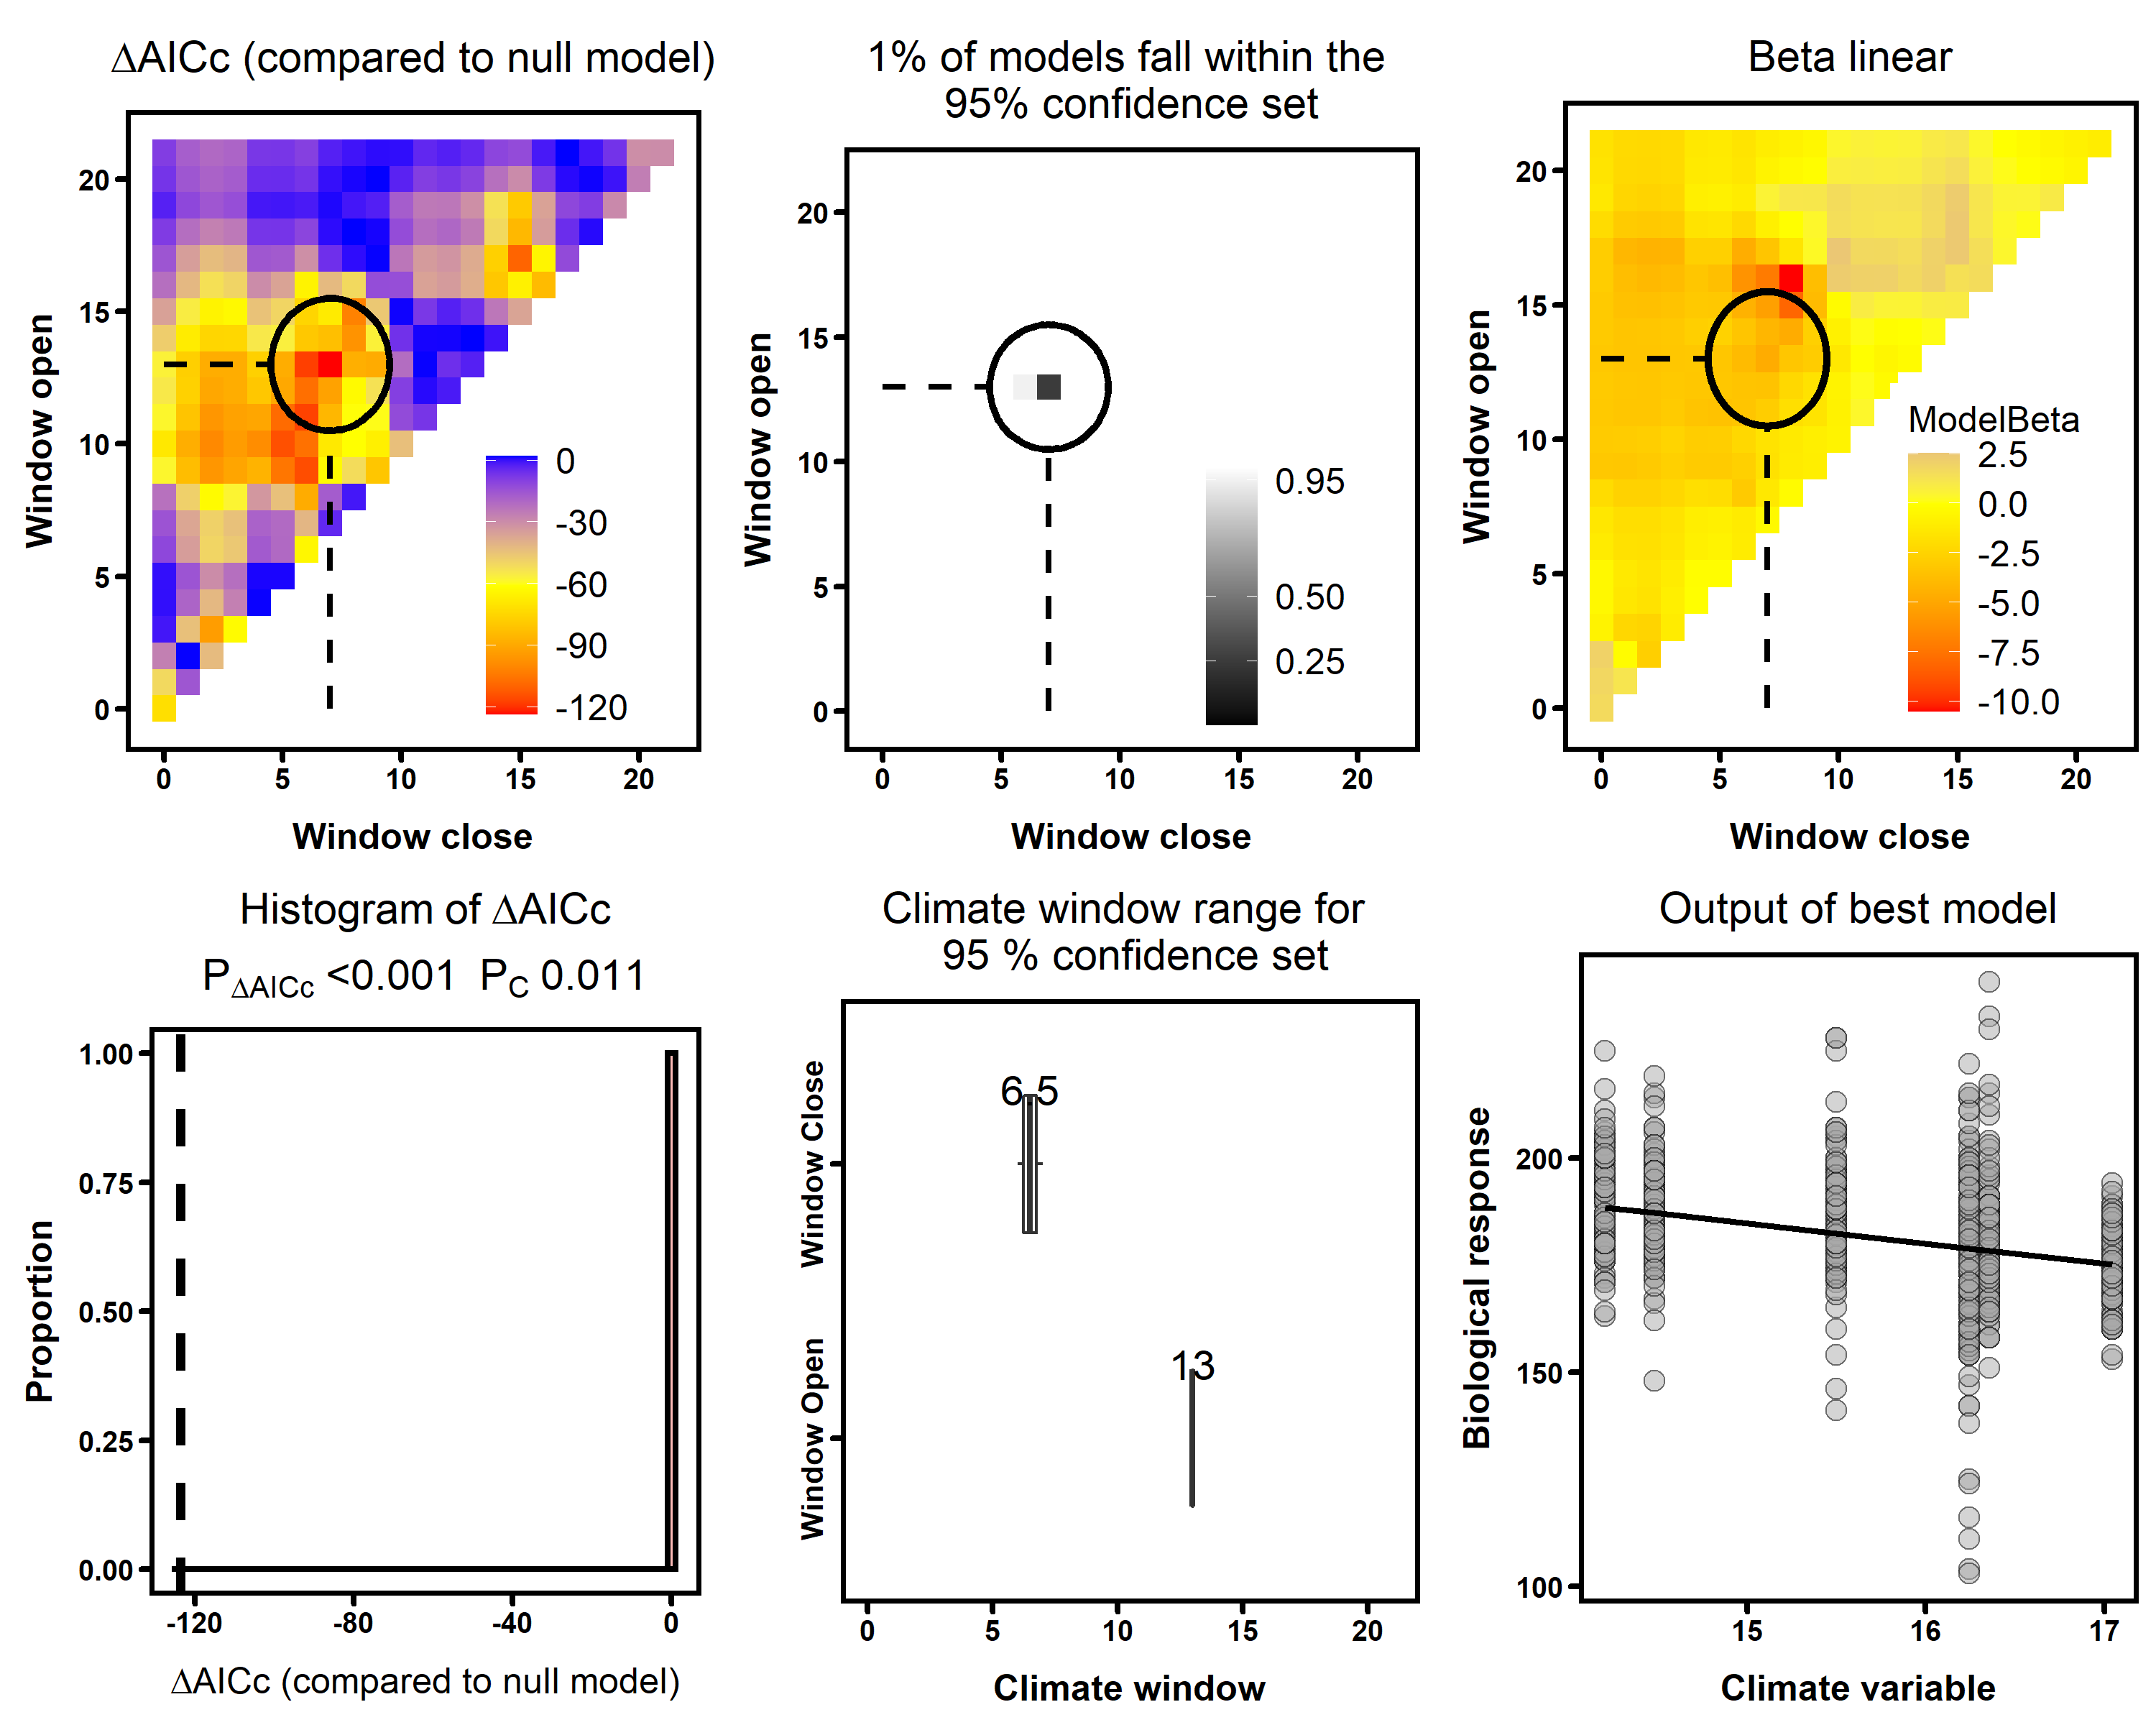 ΔAICc (compared to null model)
Window open
20
15
10
5
0
0
-30
-60
-90
-120
0 5 10 15 20
Window close
1% of models fall within the
95% confidence set
Window open
20
15
10
5
0
0.95
0.50
0.25
0 5 10 15 20
Window close
Beta linear
Window open
20
15
10
5
0
ModelBeta
2.5
0.0
-2.5
-5.0
-7.5
-10.0
0 5 10 15 20
Window close
Histogram of ΔAICc
PΔAICc <0.001 PC 0.011
Proportion
1.00
0.75
0.50
0.25
0.00
-120 -80 -40 0
ΔAICc (compared to null model)
Climate window range for
95 % confidence set
Window Close
Window Open
6.5
13
0 5 10 15 20
Climate window
Output of best model
Biological response
200
150
100
15 16 17
Climate variable